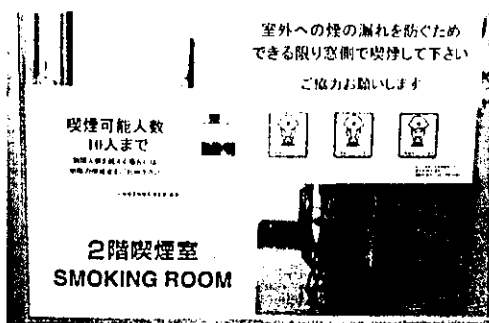 室外への煙の漏れを防ぐため
できる限り窓側で喫煙して下さい
ご協力お願いします
喫煙可能人数
10人まで
2階喫煙室
SMOKING ROOM